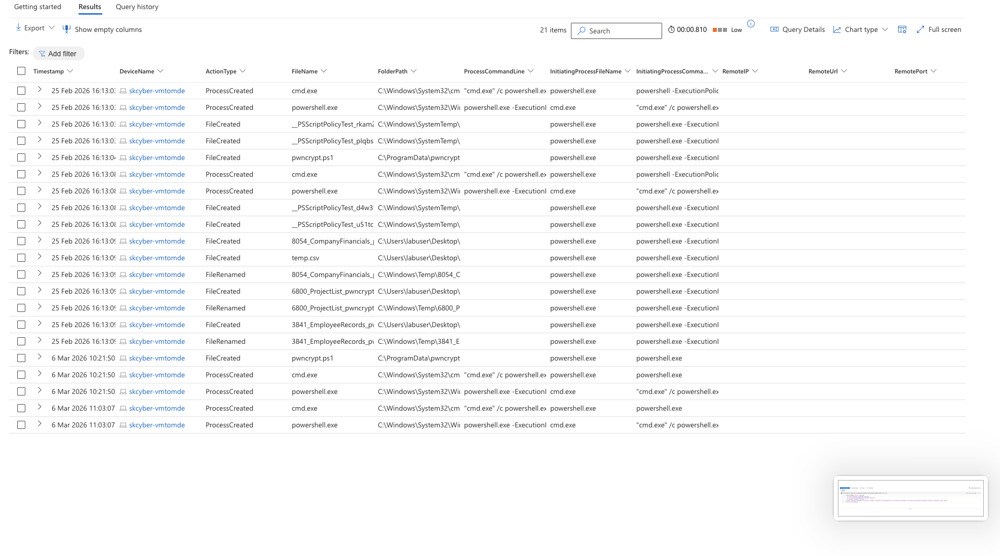 Getting started Results Query history
Export Show empty columns 21 items Search 00:00.810 Low Query Details Chart type Full screen
Filters: Add filter
Timestamp DeviceName ActionType FileName FolderPath ProcessCommandLine InitiatingProcessFileName InitiatingProcessComma... RemoteIP RemoteUrl RemotePort
25 Feb 2026 16:13:03 skcyber-vmtomde ProcessCreated cmd.exe C:\Windows\System32\cm "cmd.exe" /c powershell.ex powershell.exe powershell -ExecutionPolic
25 Feb 2026 16:13:03 skcyber-vmtomde ProcessCreated powershell.exe C:\Windows\System32\Wi powershell.exe -Execution cmd.exe "cmd.exe" /c powershell.ex
25 Feb 2026 16:13:03 skcyber-vmtomde FileCreated __PSScriptPolicyTest_rkam2 C:\Windows\SystemTemp\ powershell.exe powershell.exe -Execution
25 Feb 2026 16:13:03 skcyber-vmtomde FileCreated __PSScriptPolicyTest_plqbs C:\Windows\SystemTemp\ powershell.exe powershell.exe -Execution
25 Feb 2026 16:13:04 skcyber-vmtomde FileCreated pwncrypt.ps1 C:\ProgramData\pwncrypt powershell.exe powershell.exe -Execution
25 Feb 2026 16:13:08 skcyber-vmtomde ProcessCreated cmd.exe C:\Windows\System32\cm "cmd.exe" /c powershell.ex powershell.exe powershell -ExecutionPolic
25 Feb 2026 16:13:08 skcyber-vmtomde ProcessCreated powershell.exe C:\Windows\System32\Wi powershell.exe -Execution cmd.exe "cmd.exe" /c powershell.ex
25 Feb 2026 16:13:08 skcyber-vmtomde FileCreated __PSScriptPolicyTest_d4w3 C:\Windows\SystemTemp\ powershell.exe powershell.exe -Execution
25 Feb 2026 16:13:08 skcyber-vmtomde FileCreated __PSScriptPolicyTest_u51tc C:\Windows\SystemTemp\ powershell.exe powershell.exe -Execution
25 Feb 2026 16:13:09 skcyber-vmtomde FileCreated 8054_CompanyFinancials_p C:\Users\labuser\Desktop\ powershell.exe powershell.exe -Execution
25 Feb 2026 16:13:09 skcyber-vmtomde FileCreated temp.csv C:\Users\labuser\Desktop\ powershell.exe powershell.exe -Execution
25 Feb 2026 16:13:09 skcyber-vmtomde FileRenamed 8054_CompanyFinancials_p C:\Windows\Temp\8054_C powershell.exe powershell.exe -Execution
25 Feb 2026 16:13:09 skcyber-vmtomde FileCreated 6800_ProjectList_pwncrypt C:\Users\labuser\Desktop\ powershell.exe powershell.exe -Execution
25 Feb 2026 16:13:09 skcyber-vmtomde FileRenamed 6800_ProjectList_pwncrypt C:\Windows\Temp\6800_P powershell.exe powershell.exe -Execution
25 Feb 2026 16:13:09 skcyber-vmtomde FileCreated 3841_EmployeeRecords_pw C:\Users\labuser\Desktop\ powershell.exe powershell.exe -Execution
25 Feb 2026 16:13:09 skcyber-vmtomde FileRenamed 3841_EmployeeRecords_pw C:\Windows\Temp\3841_E powershell.exe powershell.exe -Execution
6 Mar 2026 10:21:50 skcyber-vmtomde FileCreated pwncrypt.ps1 C:\ProgramData\pwncrypt powershell.exe powershell.exe
6 Mar 2026 10:21:50 skcyber-vmtomde ProcessCreated cmd.exe C:\Windows\System32\cm "cmd.exe" /c powershell.ex powershell.exe powershell.exe
6 Mar 2026 10:21:50 skcyber-vmtomde ProcessCreated powershell.exe C:\Windows\System32\Wi powershell.exe -Execution cmd.exe "cmd.exe" /c powershell.ex
6 Mar 2026 11:03:07 skcyber-vmtomde ProcessCreated cmd.exe C:\Windows\System32\cm "cmd.exe" /c powershell.ex powershell.exe powershell.exe
6 Mar 2026 11:03:07 skcyber-vmtomde ProcessCreated powershell.exe C:\Windows\System32\Wi powershell.exe -Execution cmd.exe "cmd.exe" /c powershell.ex